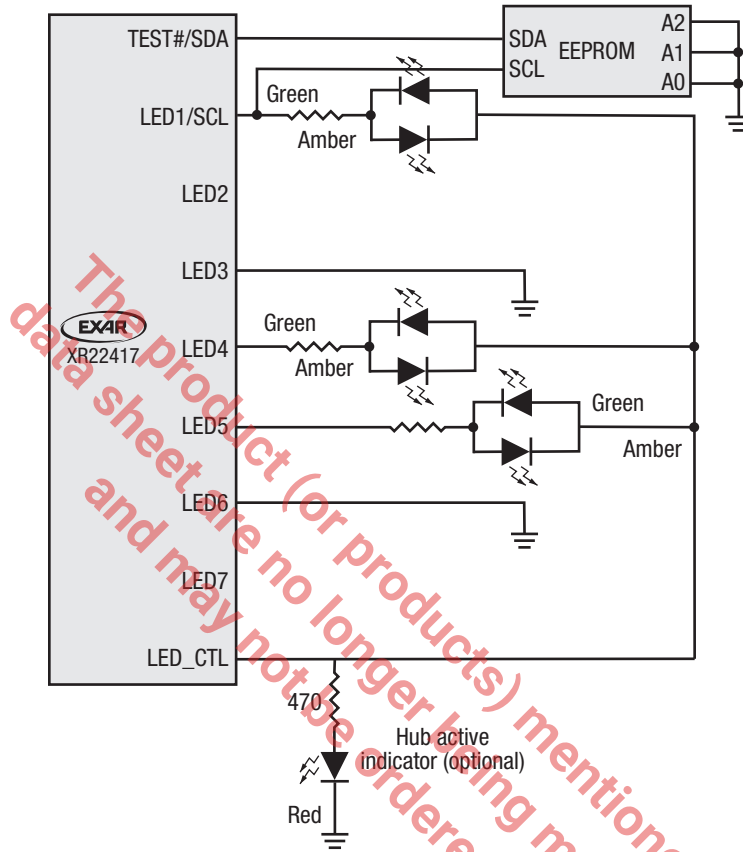 TEST#/SDA
SDA
EEPROM
A2
SCL
A1
A0
LED1/SCL
Green
Amber
LED2
LED3
EXAR
XR22417
LED4
Green
Amber
LED5
Green
Amber
LED6
LED7
LED_CTL
470
Hub active
indicator (optional)
Red
The product (or products) mentione
data sheet are no longer being m
and may not be ordere